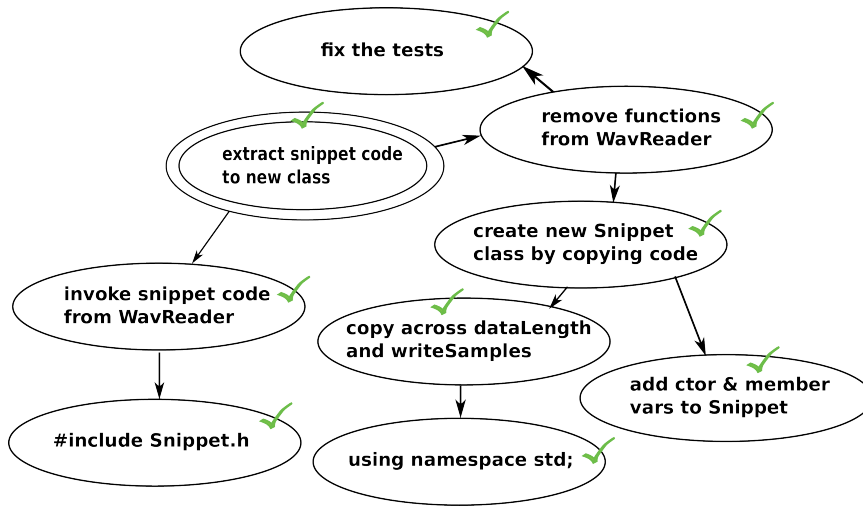 fix the tests
remove functions
from WavReader
extract snippet code
to new class
create new Snippet
class by copying code
invoke snippet code
from WavReader
copy across dataLength
and writeSamples
add ctor & member
vars to Snippet
#include Snippet.h
using namespace std;